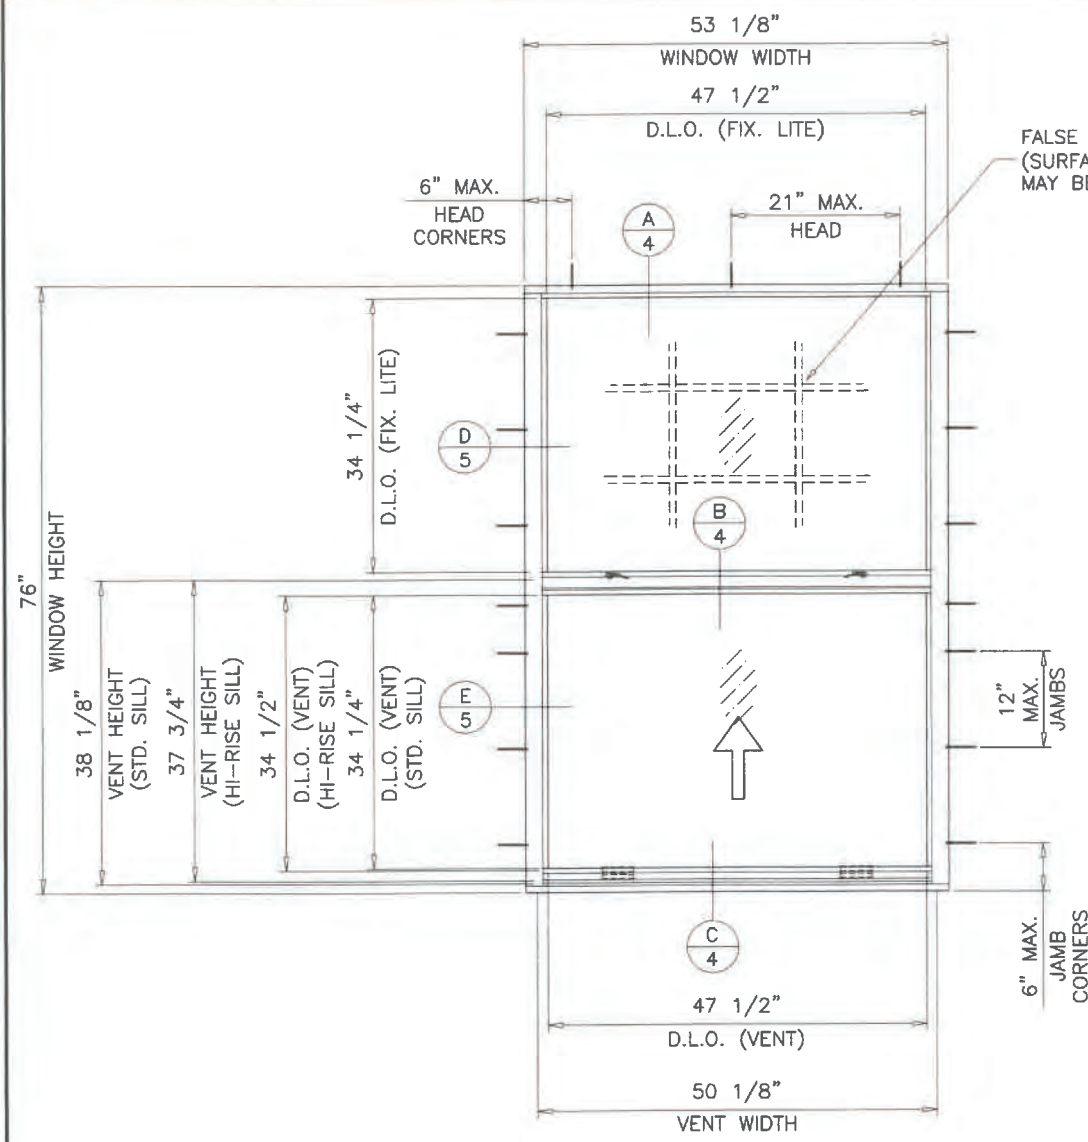 53 1/8"
WINDOW WIDTH
47 1/2"
D.L.O. (FIX. LITE)
FALSE
(SURFA
MAY BE
6" MAX.
HEAD
CORNERS
21" MAX.
HEAD
A
4
76"
WINDOW HEIGHT
34 1/4"
D.L.O. (FIX. LITE)
D
5
B
4
38 1/8"
VENT HEIGHT
(STD. SILL)
37 3/4"
VENT HEIGHT
(HI-RISE SILL)
34 1/2"
D.L.O. (VENT)
(HI-RISE SILL)
34 1/4"
D.L.O. (VENT)
(STD. SILL)
E
5
12"
MAX.
JAMBS
6" MAX.
JAMB
CORNERS
C
4
47 1/2"
D.L.O. (VENT)
50 1/8"
VENT WIDTH